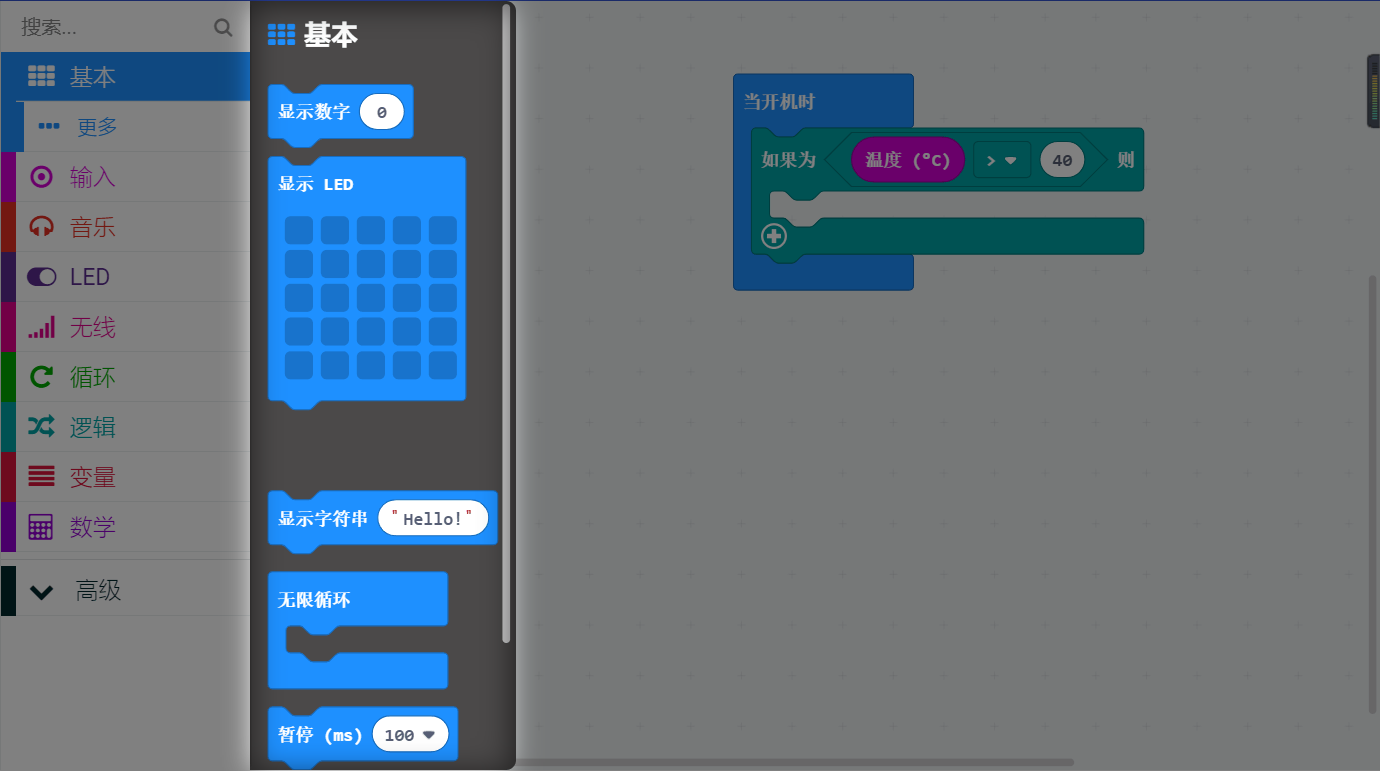 搜索...
基本
更多
输入
音乐
LED
无线
循环
逻辑
变量
数学
高级
基本
显示数字 0
显示 LED
显示字符串 "Hello!"
无限循环
暂停 (ms) 100
当开机时
如果为 温度 (°C) > 40 则